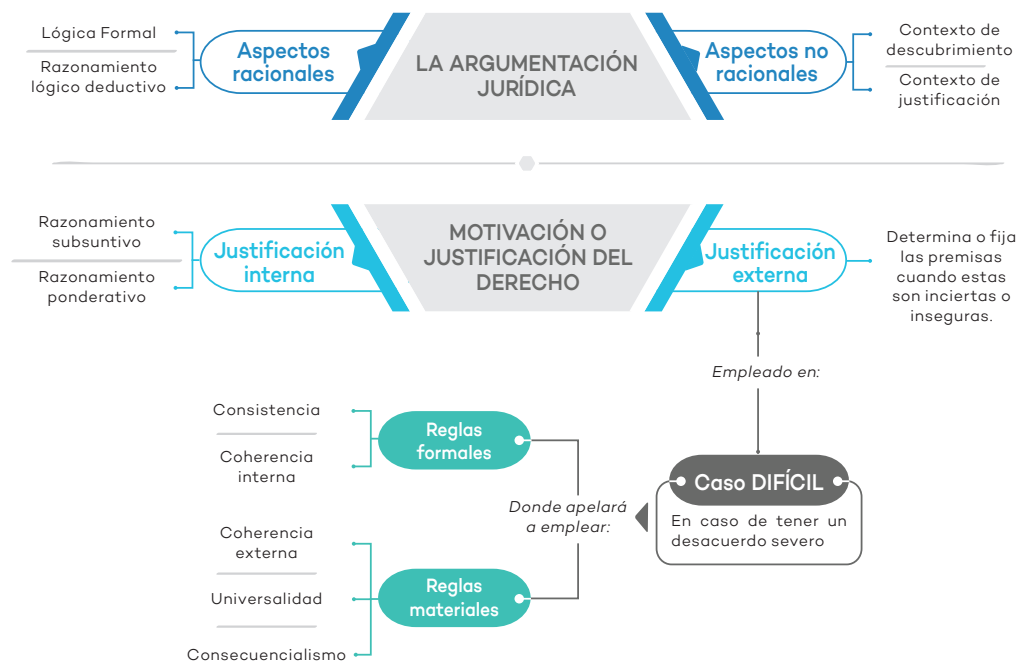 Lógica Formal
Razonamiento
lógico deductivo
Aspectos
racionales
LA ARGUMENTACIÓN
JURÍDICA
Aspectos no
racionales
Contexto de
descubrimiento
Contexto de
justificación
Razonamiento
subsuntivo
Razonamiento
ponderativo
Justificación
interna
MOTIVACIÓN O
JUSTIFICACIÓN DEL
DERECHO
Justificación
externa
Determina o fija
las premisas
cuando estas
son inciertas o
inseguras.
Empleado en:
Caso DIFÍCIL
En caso de tener un
desacuerdo severo
Donde apelará
a emplear:
Reglas
formales
Consistencia
Coherencia
interna
Reglas
materiales
Coherencia
externa
Universalidad
Consecuencialismo